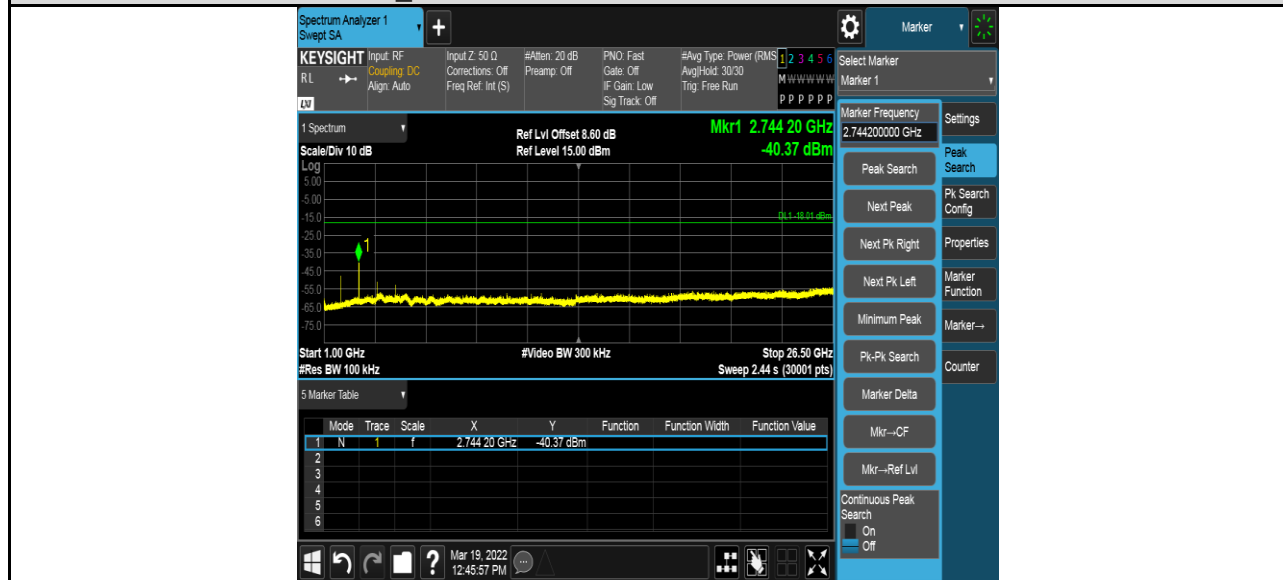 Spectrum Analyzer 1
Swept SA
+
Marker
KEYSIGHT
RL
LXI
Input: RF
Coupling: DC
Align: Auto
Input Z: 50 Ω
Corrections: Off
Freq Ref: Int (S)
#Atten: 20 dB
Preamp: Off
PNO: Fast
Gate: Off
IF Gain: Low
Sig Track: Off
#Avg Type: Power (RMS
Avg|Hold: 30/30
Trig: Free Run
1 2 3 4 5 6
M W W W W W
P P P P P P
Select Marker
Marker 1
1 Spectrum
Scale/Div 10 dB
Ref Lvl Offset 8.60 dB
Ref Level 15.00 dBm
Mkr1 2.744 20 GHz
-40.37 dBm
Log
5.00
-5.00
-15.0
-25.0
-35.0
-45.0
-55.0
-65.0
-75.0
DL1 -18.01 dBm
1
Start 1.00 GHz
#Res BW 100 kHz
#Video BW 300 kHz
Stop 26.50 GHz
Sweep 2.44 s (30001 pts)
5 Marker Table
Mode Trace Scale X Y Function Function Width Function Value
1 N 1 f 2.744 20 GHz -40.37 dBm
2
3
4
5
6
Marker Frequency
2.744200000 GHz
Peak Search
Next Peak
Next Pk Right
Next Pk Left
Minimum Peak
Pk-Pk Search
Marker Delta
Mkr→CF
Mkr→Ref Lvl
Continuous Peak
Search
On
Off
Settings
Peak
Search
Pk Search
Config
Properties
Marker
Function
Marker→
Counter
?
Mar 19, 2022
12:45:57 PM